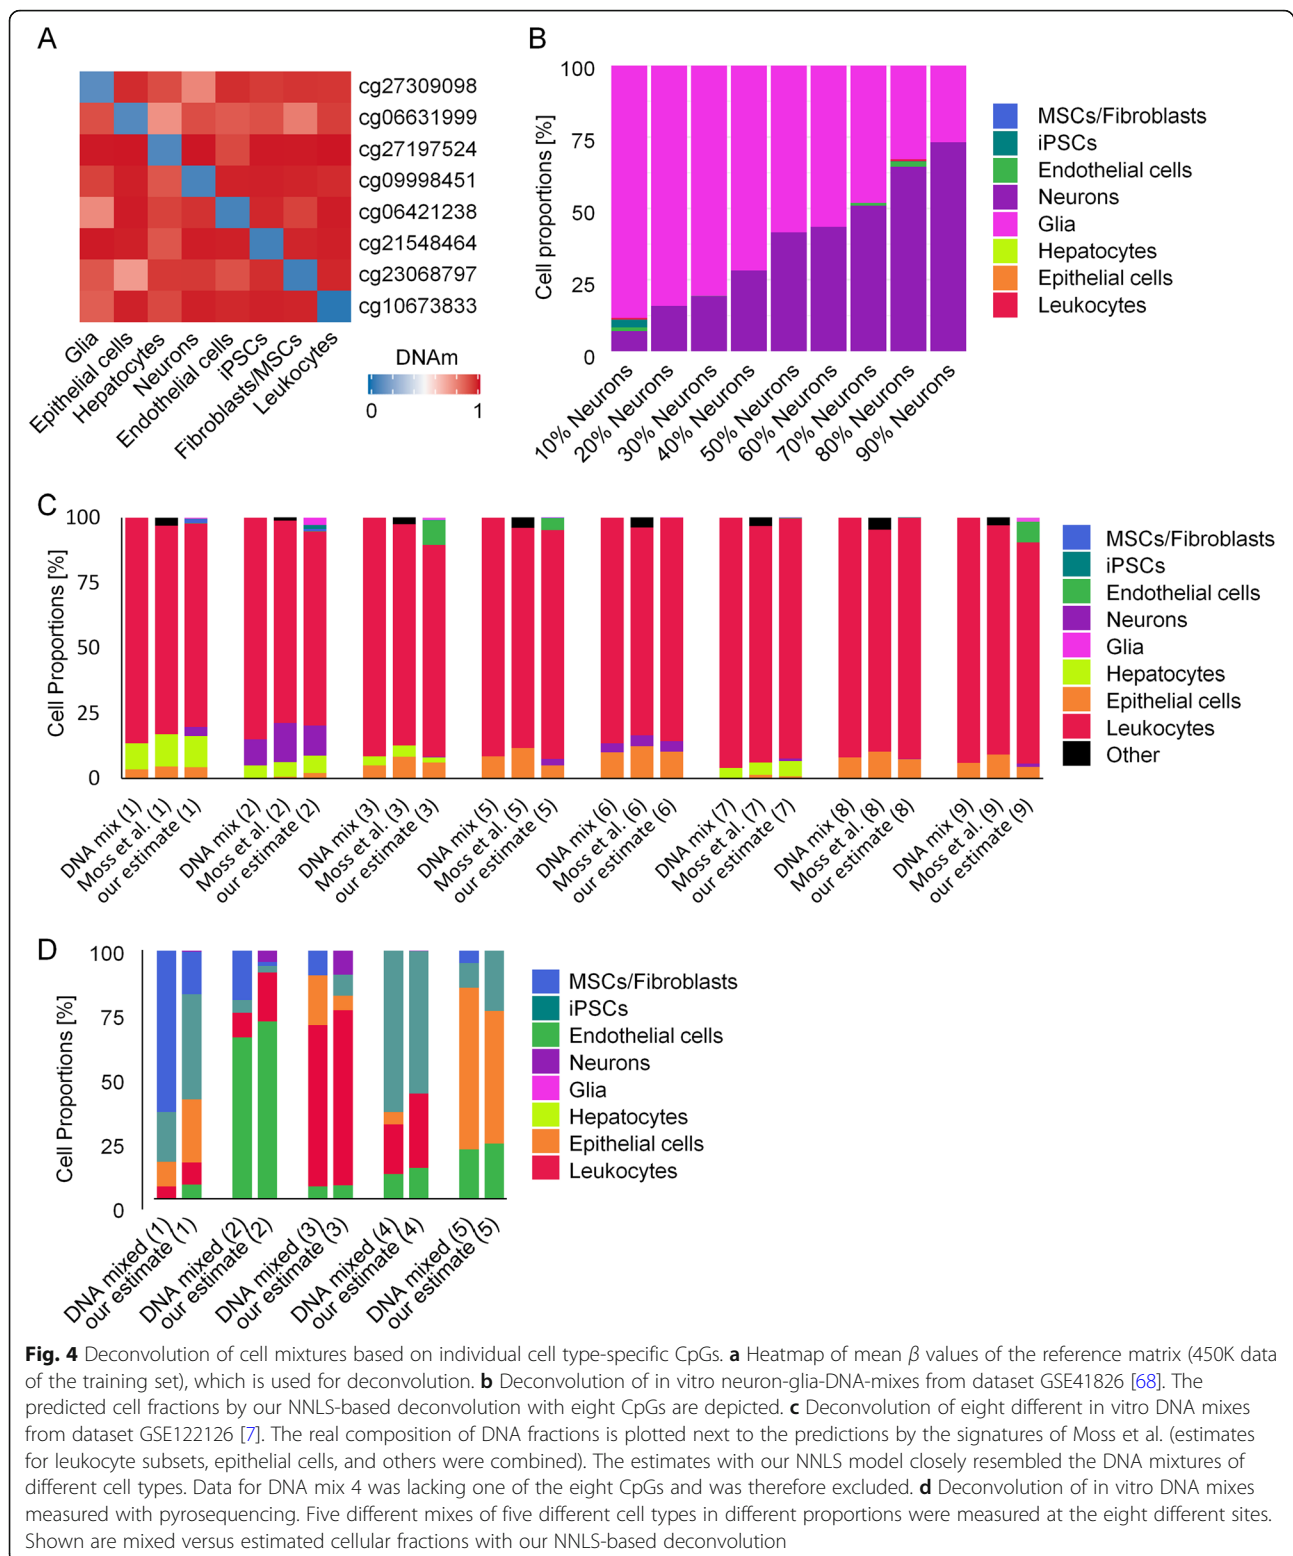 A
cg27309098
cg06631999
cg27197524
cg09998451
cg06421238
cg21548464
cg23068797
cg10673833
Glia
Epithelial cells
Hepatocytes
Neurons
Endothelial cells
iPSCs
Fibroblasts/MSCs
Leukocytes
DNAm
0 1
B
Cell proportions [%]
100
75
50
25
0
10% Neurons
20% Neurons
30% Neurons
40% Neurons
50% Neurons
60% Neurons
70% Neurons
80% Neurons
90% Neurons
MSCs/Fibroblasts
iPSCs
Endothelial cells
Neurons
Glia
Hepatocytes
Epithelial cells
Leukocytes
C
Cell Proportions [%]
100
75
50
25
0
DNA mix (1)
Moss et al. (1)
our estimate (1)
DNA mix (2)
Moss et al. (2)
our estimate (2)
DNA mix (3)
Moss et al. (3)
our estimate (3)
DNA mix (5)
Moss et al. (5)
our estimate (5)
DNA mix (6)
Moss et al. (6)
our estimate (6)
DNA mix (7)
Moss et al. (7)
our estimate (7)
DNA mix (8)
Moss et al. (8)
our estimate (8)
DNA mix (9)
Moss et al. (9)
our estimate (9)
MSCs/Fibroblasts
iPSCs
Endothelial cells
Neurons
Glia
Hepatocytes
Epithelial cells
Leukocytes
Other
D
Cell Proportions [%]
100
75
50
25
0
DNA mixed (1)
our estimate (1)
DNA mixed (2)
our estimate (2)
DNA mixed (3)
our estimate (3)
DNA mixed (4)
our estimate (4)
DNA mixed (5)
our estimate (5)
MSCs/Fibroblasts
iPSCs
Endothelial cells
Neurons
Glia
Hepatocytes
Epithelial cells
Leukocytes
Fig. 4 Deconvolution of cell mixtures based on individual cell type-specific CpGs. a Heatmap of mean β values of the reference matrix (450K data
of the training set), which is used for deconvolution. b Deconvolution of in vitro neuron-glia-DNA-mixes from dataset GSE41826 [68]. The
predicted cell fractions by our NNLS-based deconvolution with eight CpGs are depicted. c Deconvolution of eight different in vitro DNA mixes
from dataset GSE122126 [7]. The real composition of DNA fractions is plotted next to the predictions by the signatures of Moss et al. (estimates
for leukocyte subsets, epithelial cells, and others were combined). The estimates with our NNLS model closely resembled the DNA mixtures of
different cell types. Data for DNA mix 4 was lacking one of the eight CpGs and was therefore excluded. d Deconvolution of in vitro DNA mixes
measured with pyrosequencing. Five different mixes of five different cell types in different proportions were measured at the eight different sites.
Shown are mixed versus estimated cellular fractions with our NNLS-based deconvolution